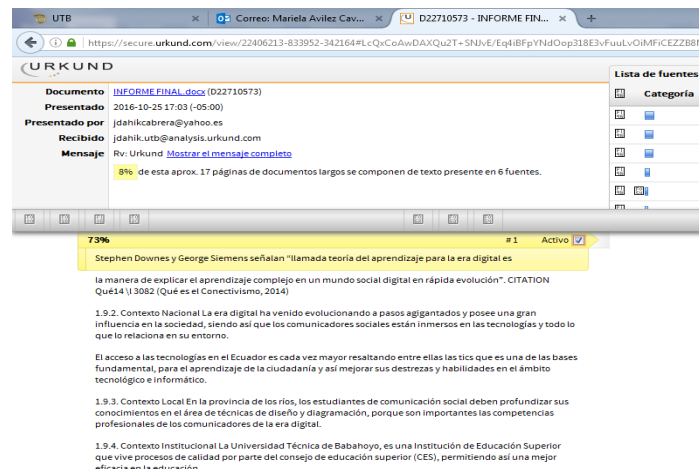 UTB
Correo: Mariela Avilez Cav...
D22710573 - INFORME FIN...
https://secure.urkund.com/view/22406213-833952-342164#LcQxCoAwDAXQu2T+SNJvE/Eq4iBFpYNdOop318E3vFuuLvOiMFiCEZZB8
URKUND
Lista de fuentes
Documento INFORME FINAL.docx (D22710573)
Categoría
Presentado 2016-10-25 17:03 (-05:00)
Presentado por jdahikcabrera@yahoo.es
Recibido jdahik.utb@analysis.urkund.com
Mensaje Rv: Urkund Mostrar el mensaje completo
8% de esta aprox. 17 páginas de documentos largos se componen de texto presente en 6 fuentes.
73% #1 Activo
Stephen Downes y George Siemens señalan "llamada teoría del aprendizaje para la era digital es
la manera de explicar el aprendizaje complejo en un mundo social digital en rápida evolución". CITATION
Qué14 \l 3082 (Qué es el Conectivismo, 2014)
1.9.2. Contexto Nacional La era digital ha venido evolucionando a pasos agigantados y posee una gran
influencia en la sociedad, siendo así que los comunicadores sociales están inmersos en las tecnologías y todo lo
que lo relaciona en su entorno.
El acceso a las tecnologías en el Ecuador es cada vez mayor resaltando entre ellas las tics que es una de las bases
fundamental, para el aprendizaje de la ciudadanía y así mejorar sus destrezas y habilidades en el ámbito
tecnológico e informático.
1.9.3. Contexto Local En la provincia de los ríos, los estudiantes de comunicación social deben profundizar sus
conocimientos en el área de técnicas de diseño y diagramación, porque son importantes las competencias
profesionales de los comunicadores de la era digital.
1.9.4. Contexto Institucional La Universidad Técnica de Babahoyo, es una Institución de Educación Superior
que vive procesos de calidad por parte del consejo de educación superior (CES), permitiendo así una mejor
eficacia en la educación